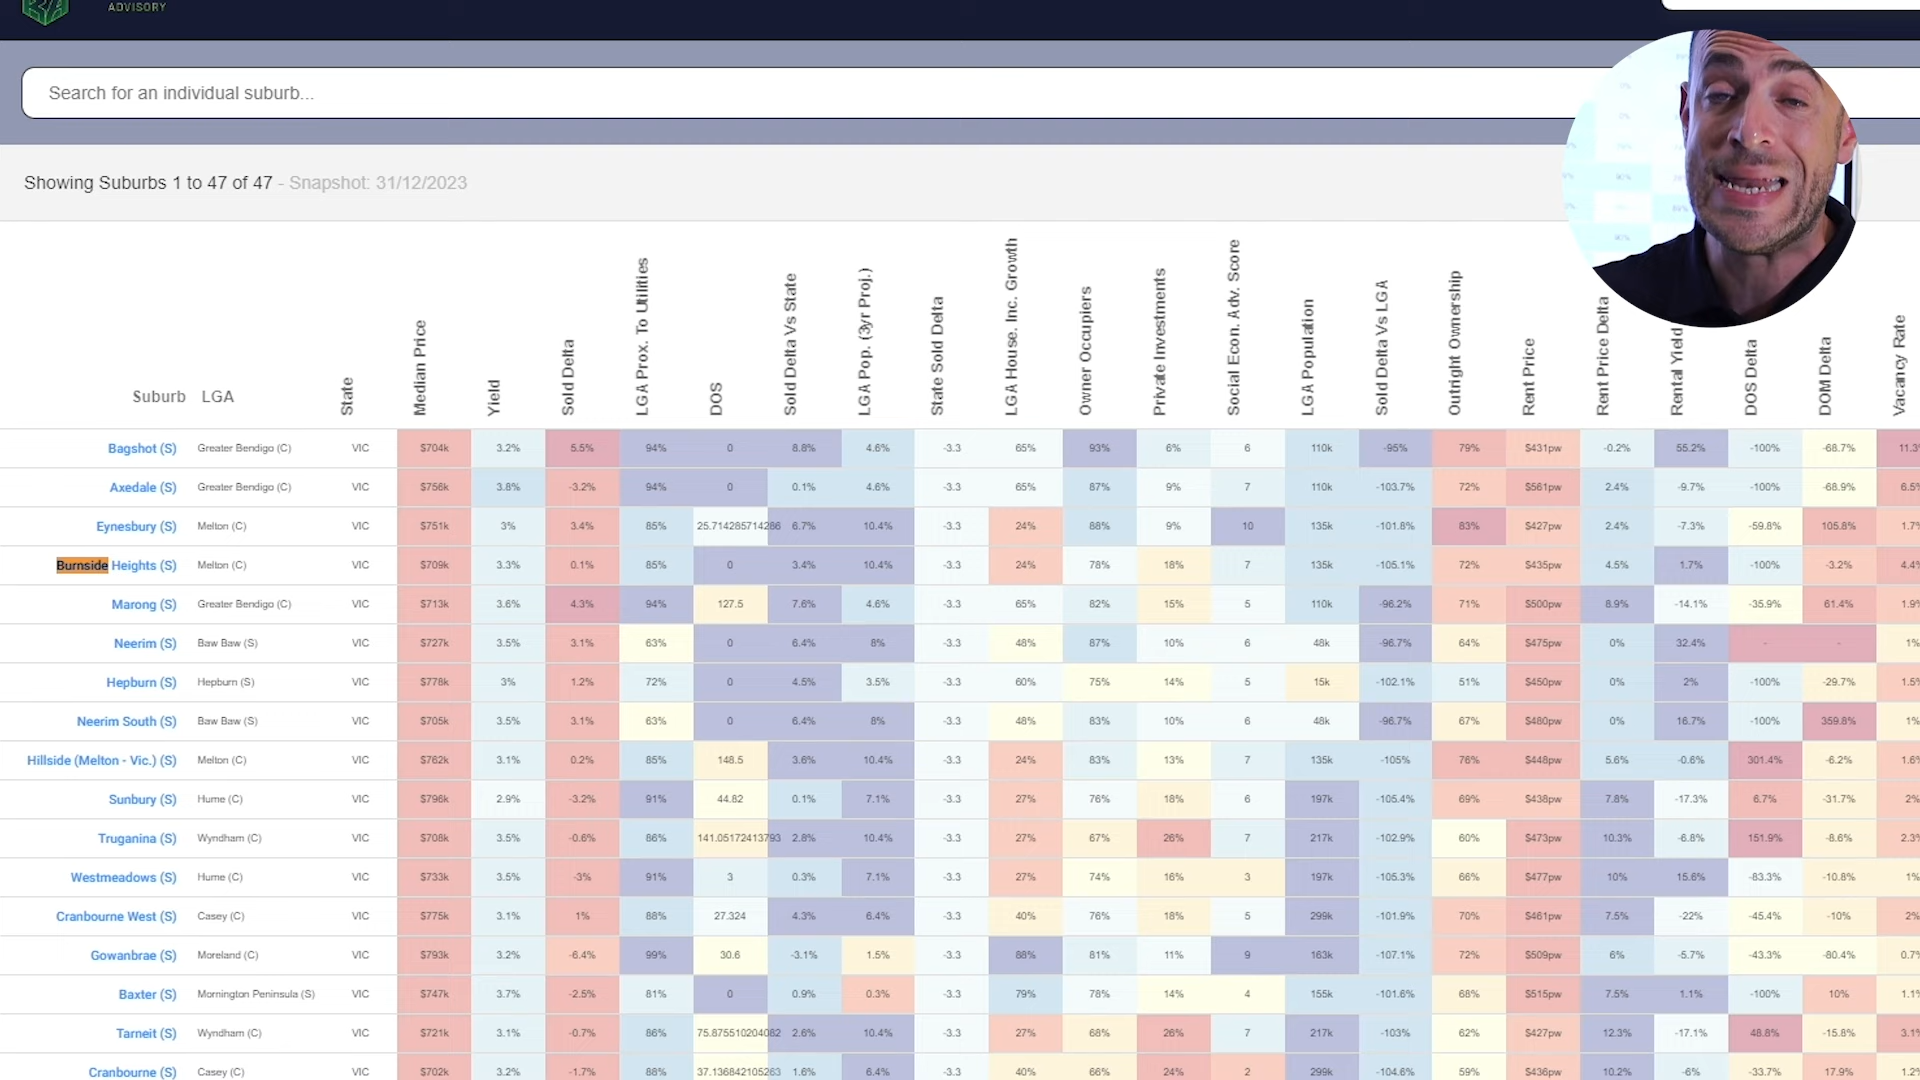 ADVISORY
Search for an individual suburb...
Showing Suburbs 1 to 47 of 47 - Snapshot: 31/12/2023
Suburb LGA State Median Price Yield Sold Delta LGA Prox. To Utilities DOS Sold Delta Vs State LGA Pop. (3yr Proj.) State Sold Delta LGA House. Inc. Growth Owner Occupiers Private Investments Social Econ. Adv. Score LGA Population Sold Delta Vs LGA Outright Ownership Rent Price Rent Price Delta Rental Yield DOS Delta DOM Delta Vacancy Rate
Bagshot (S) Greater Bendigo (C) VIC $704k 3.2% 5.5% 94% 0 8.8% 4.6% -3.3 65% 93% 6% 6 110k -95% 79% $431pw -0.2% 55.2% -100% -68.7% 11.3
Axedale (S) Greater Bendigo (C) VIC $756k 3.8% -3.2% 94% 0 0.1% 4.6% -3.3 65% 87% 9% 7 110k -103.7% 72% $561pw 2.4% -9.7% -100% -68.9% 6.5
Eynesbury (S) Melton (C) VIC $751k 3% 3.4% 85% 25.714285714286 6.7% 10.4% -3.3 24% 88% 9% 10 135k -101.8% 83% $427pw 2.4% -7.3% -59.8% 105.8% 1.7
Burnside Heights (S) Melton (C) VIC $709k 3.3% 0.1% 85% 0 3.4% 10.4% -3.3 24% 78% 18% 7 135k -105.1% 72% $435pw 4.5% 1.7% -100% -3.2% 4.4
Marong (S) Greater Bendigo (C) VIC $713k 3.6% 4.3% 94% 127.5 7.6% 4.6% -3.3 65% 82% 15% 5 110k -96.2% 71% $500pw 8.9% -14.1% -35.9% 61.4% 1.9
Neerim (S) Baw Baw (S) VIC $727k 3.5% 3.1% 63% 0 6.4% 8% -3.3 48% 87% 10% 6 48k -96.7% 64% $475pw 0% 32.4% - - 1%
Hepburn (S) Hepburn (S) VIC $778k 3% 1.2% 72% 0 4.5% 3.5% -3.3 60% 75% 14% 5 15k -102.1% 51% $450pw 0% 2% -100% -29.7% 1.5
Neerim South (S) Baw Baw (S) VIC $705k 3.5% 3.1% 63% 0 6.4% 8% -3.3 48% 83% 10% 6 48k -96.7% 67% $480pw 0% 16.7% -100% 359.8% 1%
Hillside (Melton - Vic.) (S) Melton (C) VIC $762k 3.1% 0.2% 85% 148.5 3.6% 10.4% -3.3 24% 83% 13% 7 135k -105% 76% $448pw 5.6% -0.6% 301.4% -6.2% 1.6
Sunbury (S) Hume (C) VIC $796k 2.9% -3.2% 91% 44.82 0.1% 7.1% -3.3 27% 76% 18% 6 197k -105.4% 69% $438pw 7.8% -17.3% 6.7% -31.7% 2%
Truganina (S) Wyndham (C) VIC $708k 3.5% -0.6% 86% 141.05172413793 2.8% 10.4% -3.3 27% 67% 26% 7 217k -102.9% 60% $473pw 10.3% -6.8% 151.9% -8.6% 2.3
Westmeadows (S) Hume (C) VIC $733k 3.5% -3% 91% 3 0.3% 7.1% -3.3 27% 74% 16% 3 197k -105.3% 66% $477pw 10% 15.6% -83.3% -10.8% 1%
Cranbourne West (S) Casey (C) VIC $775k 3.1% 1% 88% 27.324 4.3% 6.4% -3.3 40% 76% 18% 5 299k -101.9% 70% $461pw 7.5% -22% -45.4% -10% 2%
Gowanbrae (S) Moreland (C) VIC $793k 3.2% -6.4% 99% 30.6 -3.1% 1.5% -3.3 88% 81% 11% 9 163k -107.1% 72% $509pw 6% -5.7% -43.3% -80.4% 0.7
Baxter (S) Mornington Peninsula (S) VIC $747k 3.7% -2.5% 81% 0 0.9% 0.3% -3.3 79% 78% 14% 4 155k -101.6% 68% $515pw 7.5% 1.1% -100% 10% 1.1
Tarneit (S) Wyndham (C) VIC $721k 3.1% -0.7% 86% 75.875510204082 2.6% 10.4% -3.3 27% 68% 26% 7 217k -103% 62% $427pw 12.3% -17.1% 48.8% -15.8% 3.1
Cranbourne (S) Casey (C) VIC $702k 3.2% -1.7% 88% 37.136842105263 1.6% 6.4% -3.3 40% 66% 24% 2 299k -104.6% 59% $436pw 10.2% -6% -33.7% 17.9% 1.2